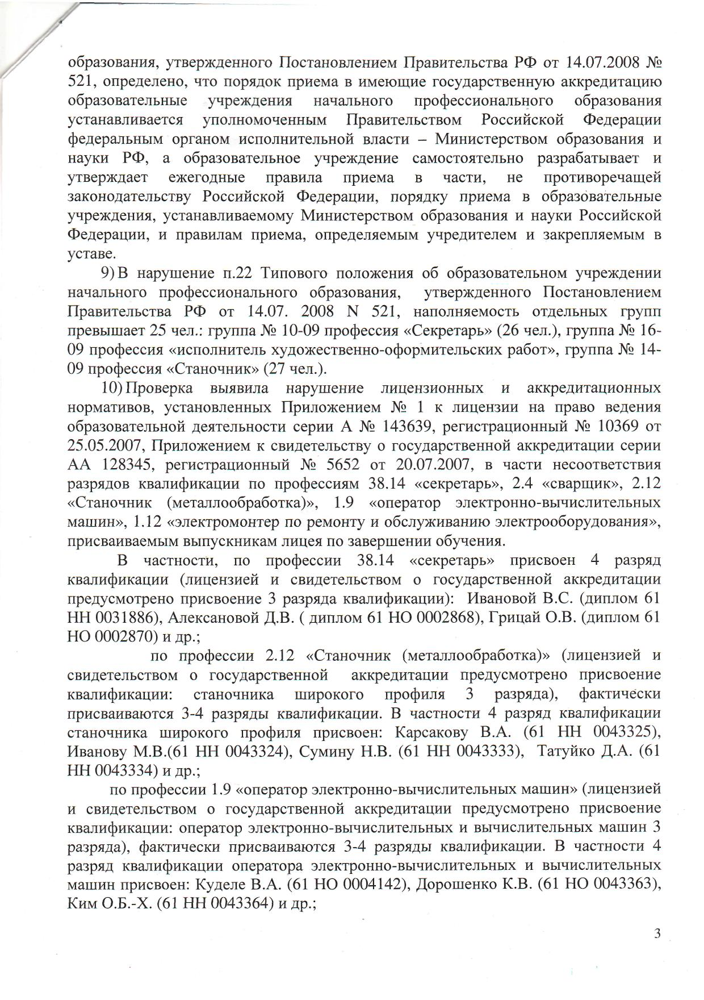 образования, утвержденного Постановлением Правительства РФ от 14.07.2008 №
521, определено, что порядок приема в имеющие государственную аккредитацию
образовательные учреждения начального профессионального образования
устанавливается уполномоченным Правительством Российской Федерации
федеральным органом исполнительной власти – Министерством образования и
науки РФ, а образовательное учреждение самостоятельно разрабатывает и
утверждает ежегодные правила приема в части, не противоречащей
законодательству Российской Федерации, порядку приема в образовательные
учреждения, устанавливаемому Министерством образования и науки Российской
Федерации, и правилам приема, определяемым учредителем и закрепляемым в
уставе.
9) В нарушение п.22 Типового положения об образовательном учреждении
начального профессионального образования, утвержденного Постановлением
Правительства РФ от 14.07. 2008 N 521, наполняемость отдельных групп
превышает 25 чел.: группа № 10-09 профессия «Секретарь» (26 чел.), группа № 16-
09 профессия «исполнитель художественно-оформительских работ», группа № 14-
09 профессия «Станочник» (27 чел.).
10) Проверка выявила нарушение лицензионных и аккредитационных
нормативов, установленных Приложением № 1 к лицензии на право ведения
образовательной деятельности серии А № 143639, регистрационный № 10369 от
25.05.2007, Приложением к свидетельству о государственной аккредитации серии
АА 128345, регистрационный № 5652 от 20.07.2007, в части несоответствия
разрядов квалификации по профессиям 38.14 «секретарь», 2.4 «сварщик», 2.12
«Станочник (металлообработка)», 1.9 «оператор электронно-вычислительных
машин», 1.12 «электромонтер по ремонту и обслуживанию электрооборудования»,
присваиваемым выпускникам лицея по завершении обучения.
В частности, по профессии 38.14 «секретарь» присвоен 4 разряд
квалификации (лицензией и свидетельством о государственной аккредитации
предусмотрено присвоение 3 разряда квалификации): Ивановой В.С. (диплом 61
НН 0031886), Алексановой Д.В. ( диплом 61 НО 0002868), Грицай О.В. (диплом 61
НО 0002870) и др.;
по профессии 2.12 «Станочник (металлообработка)» (лицензией и
свидетельством о государственной аккредитации предусмотрено присвоение
квалификации: станочника широкого профиля 3 разряда), фактически
присваиваются 3-4 разряды квалификации. В частности 4 разряд квалификации
станочника широкого профиля присвоен: Карсакову В.А. (61 НН 0043325),
Иванову М.В.(61 НН 0043324), Сумину Н.В. (61 НН 0043333), Татуйко Д.А. (61
НН 0043334) и др.;
по профессии 1.9 «оператор электронно-вычислительных машин» (лицензией
и свидетельством о государственной аккредитации предусмотрено присвоение
квалификации: оператор электронно-вычислительных и вычислительных машин 3
разряда), фактически присваиваются 3-4 разряды квалификации. В частности 4
разряд квалификации оператора электронно-вычислительных и вычислительных
машин присвоен: Куделе В.А. (61 НО 0004142), Дорошенко К.В. (61 НО 0043363),
Ким О.Б.-Х. (61 НН 0043364) и др.;
3